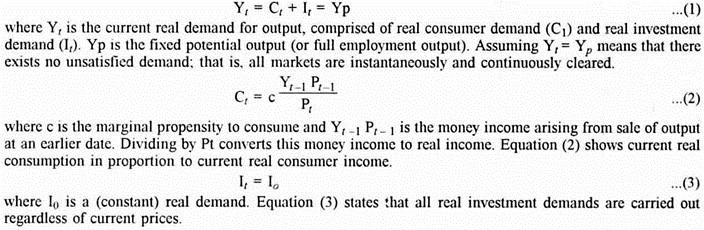 Y_t = C_t + I_t = Yp ...(1)
where Y_t is the current real demand for output, comprised of real consumer demand (C_1) and real investment
demand (I_t). Yp is the fixed potential output (or full employment output). Assuming Y_t = Y_p means that there
exists no unsatisfied demand; that is, all markets are instantaneously and continuously cleared.
C_t = c \frac{Y_{t-1} P_{t-1}}{P_t} ...(2)
where c is the marginal propensity to consume and Y_{t-1} P_{t-1} is the money income arising from sale of output
at an earlier date. Dividing by Pt converts this money income to real income. Equation (2) shows current real
consumption in proportion to current real consumer income.
I_t = I_o ...(3)
where I_0 is a (constant) real demand. Equation (3) states that all real investment demands are carried out
regardless of current prices.